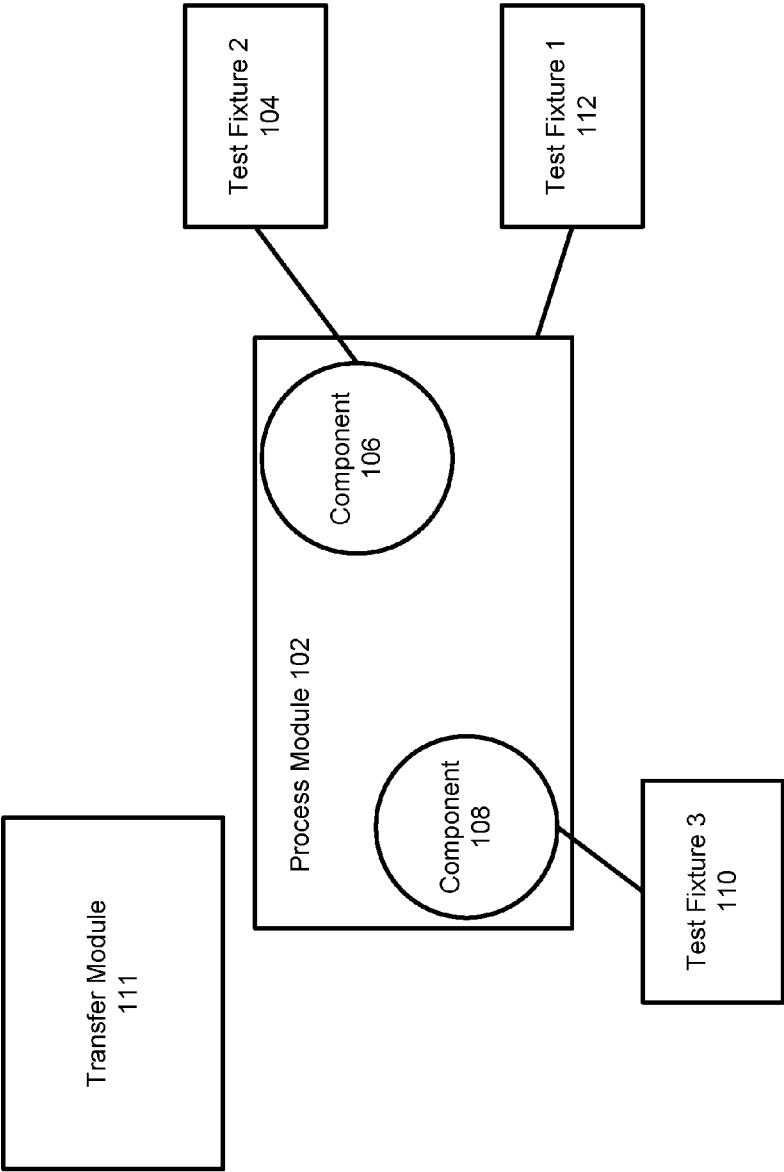 Transfer Module
111
Process Module 102
Component
108
Component
106
Test Fixture 3
110
Test Fixture 2
104
Test Fixture 1
112